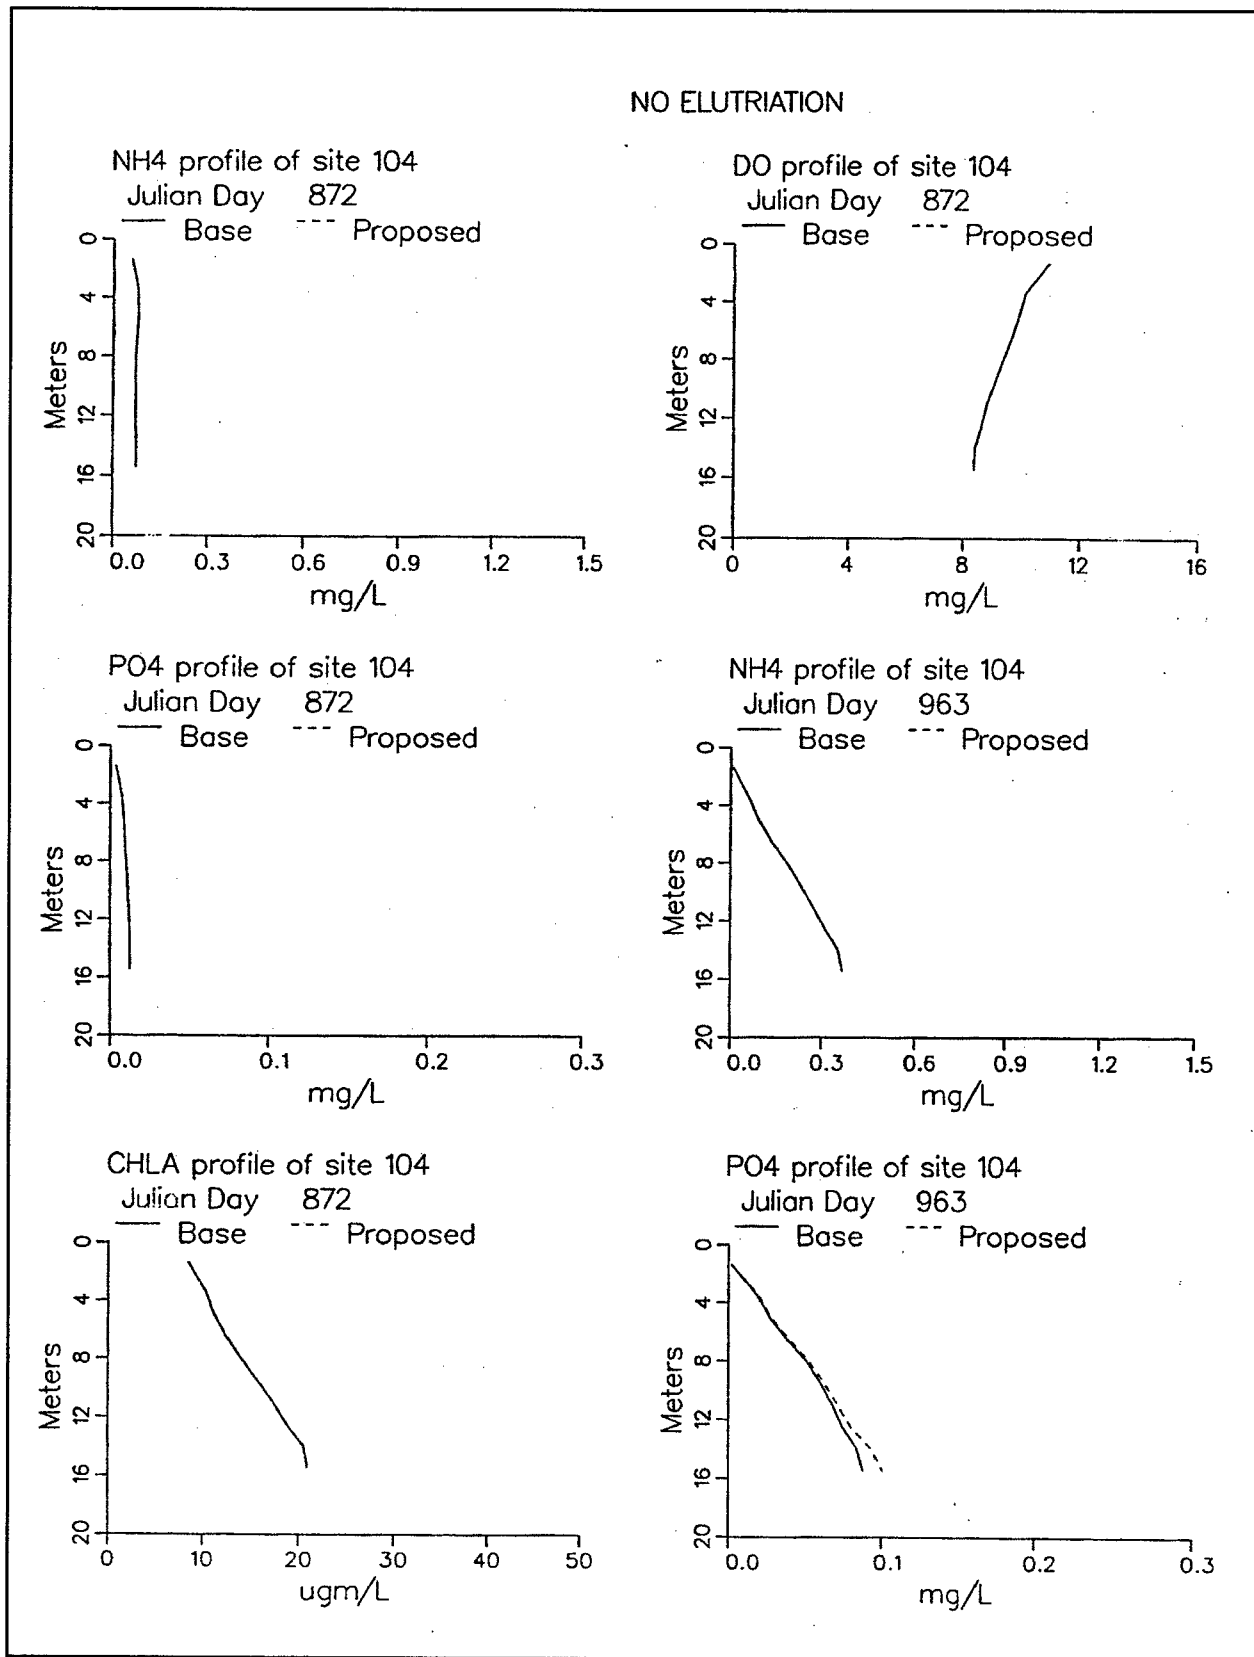 NO ELUTRIATION
NH4 profile of site 104
Julian Day 872
Base Proposed
0
4
8
12
16
20
Meters
0.0 0.3 0.6 0.9 1.2 1.5
mg/L
DO profile of site 104
Julian Day 872
Base Proposed
0
4
8
12
16
20
Meters
0 4 8 12 16
mg/L
PO4 profile of site 104
Julian Day 872
Base Proposed
0
4
8
12
16
20
Meters
0.0 0.1 0.2 0.3
mg/L
NH4 profile of site 104
Julian Day 963
Base Proposed
0
4
8
12
16
20
Meters
0.0 0.3 0.6 0.9 1.2 1.5
mg/L
CHLA profile of site 104
Julian Day 872
Base Proposed
0
4
8
12
16
20
Meters
0 10 20 30 40 50
ugm/L
PO4 profile of site 104
Julian Day 963
Base Proposed
0
4
8
12
16
20
Meters
0.0 0.1 0.2 0.3
mg/L